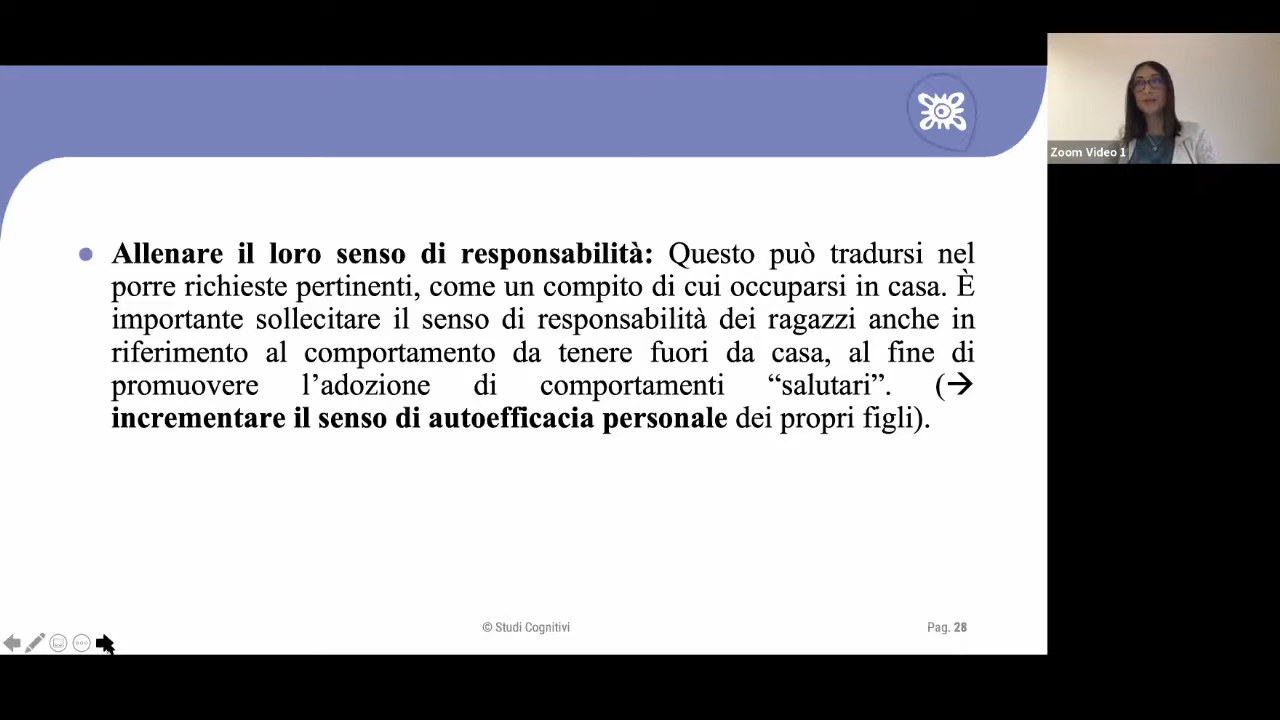 Zoom Video 1
Allenare il loro senso di responsabilità: Questo può tradursi nel
porre richieste pertinenti, come un compito di cui occuparsi in casa. È
importante sollecitare il senso di responsabilità dei ragazzi anche in
riferimento al comportamento da tenere fuori da casa, al fine di
promuovere l’adozione di comportamenti “salutari”. (→
incrementare il senso di autoefficacia personale dei propri figli).
© Studi Cognitivi
Pag. 28